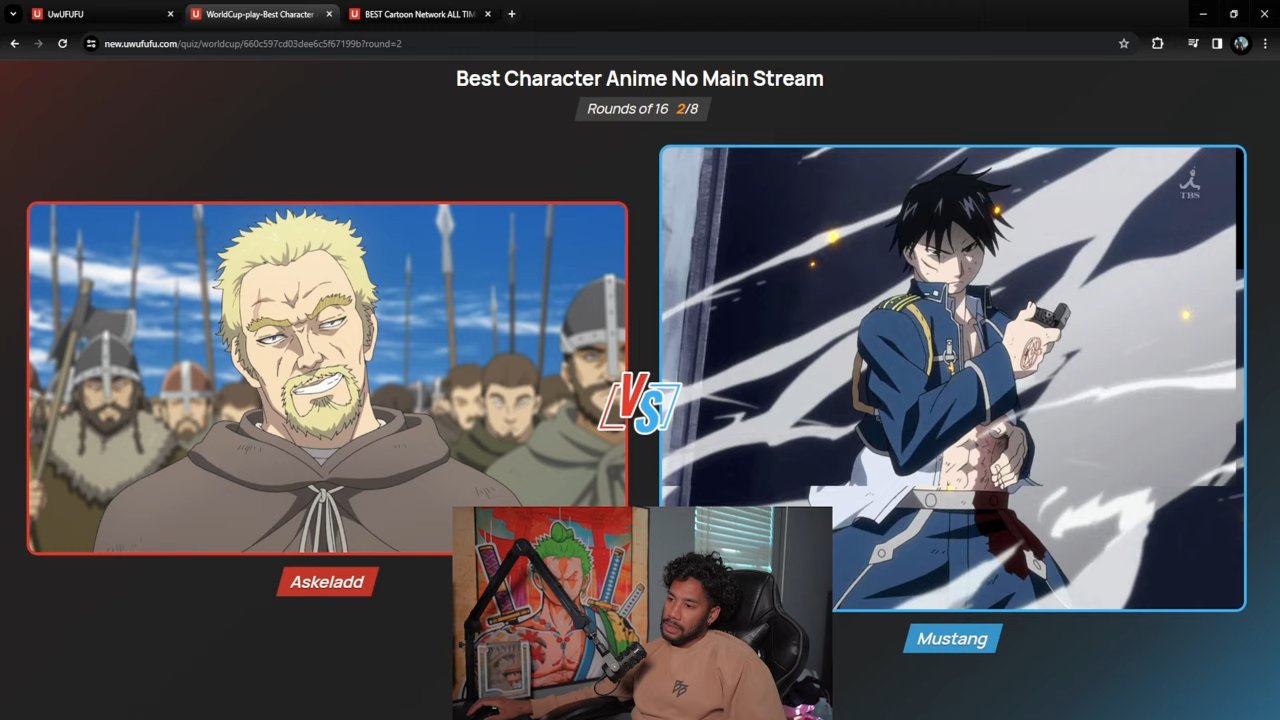 UwUFUFU
WorldCup-play-Best Character
BEST Cartoon Network ALL TIM
new.uwufufu.com/quiz/worldcup/660c597cd03dee6c5f67199b?round=2
Best Character Anime No Main Stream
Rounds of 16 2/8
TBS
VS
Askeladd
Mustang